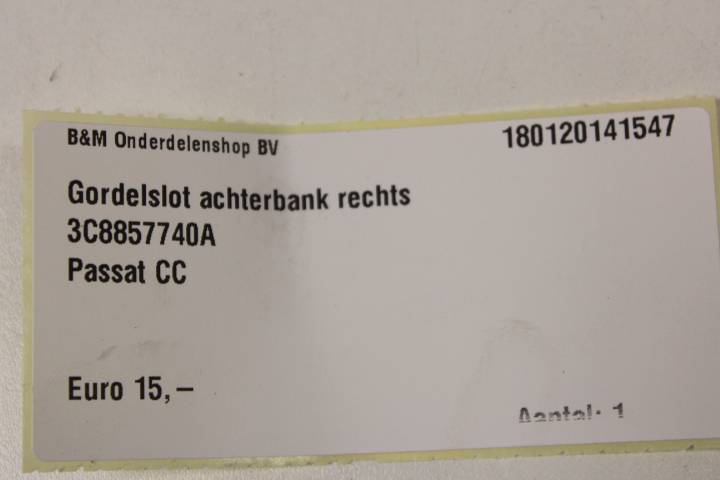 B&M Onderdelenshop BV
180120141547
Gordelslot achterbank rechts
3C8857740A
Passat CC
Euro 15,–
Aantal: 1